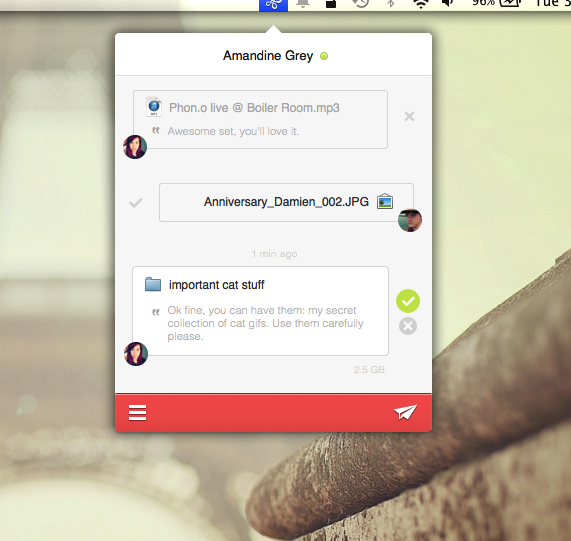 96%
Tue 3
Amandine Grey
Phon.o live @ Boiler Room.mp3
Awesome set, you'll love it.
Anniversary_Damien_002.JPG
1 min ago
important cat stuff
Ok fine, you can have them: my secret
collection of cat gifs. Use them carefully
please.
2.5 GB